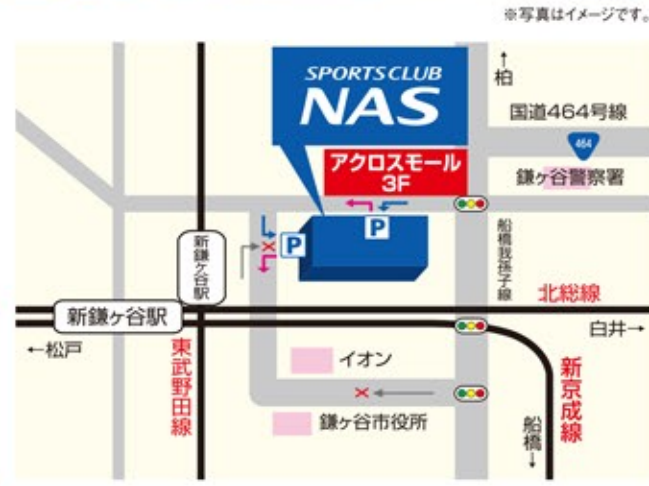 ※写真はイメージです。
↑
柏
SPORTS CLUB
NAS
国道464号線
464
アクロスモール
3F
鎌ヶ谷警察署
P
P
新鎌ヶ谷駅
船橋我孫子線
北総線
新鎌ヶ谷駅
白井→
←松戸
東武野田線
イオン
新京成線
鎌ヶ谷市役所
船橋↓